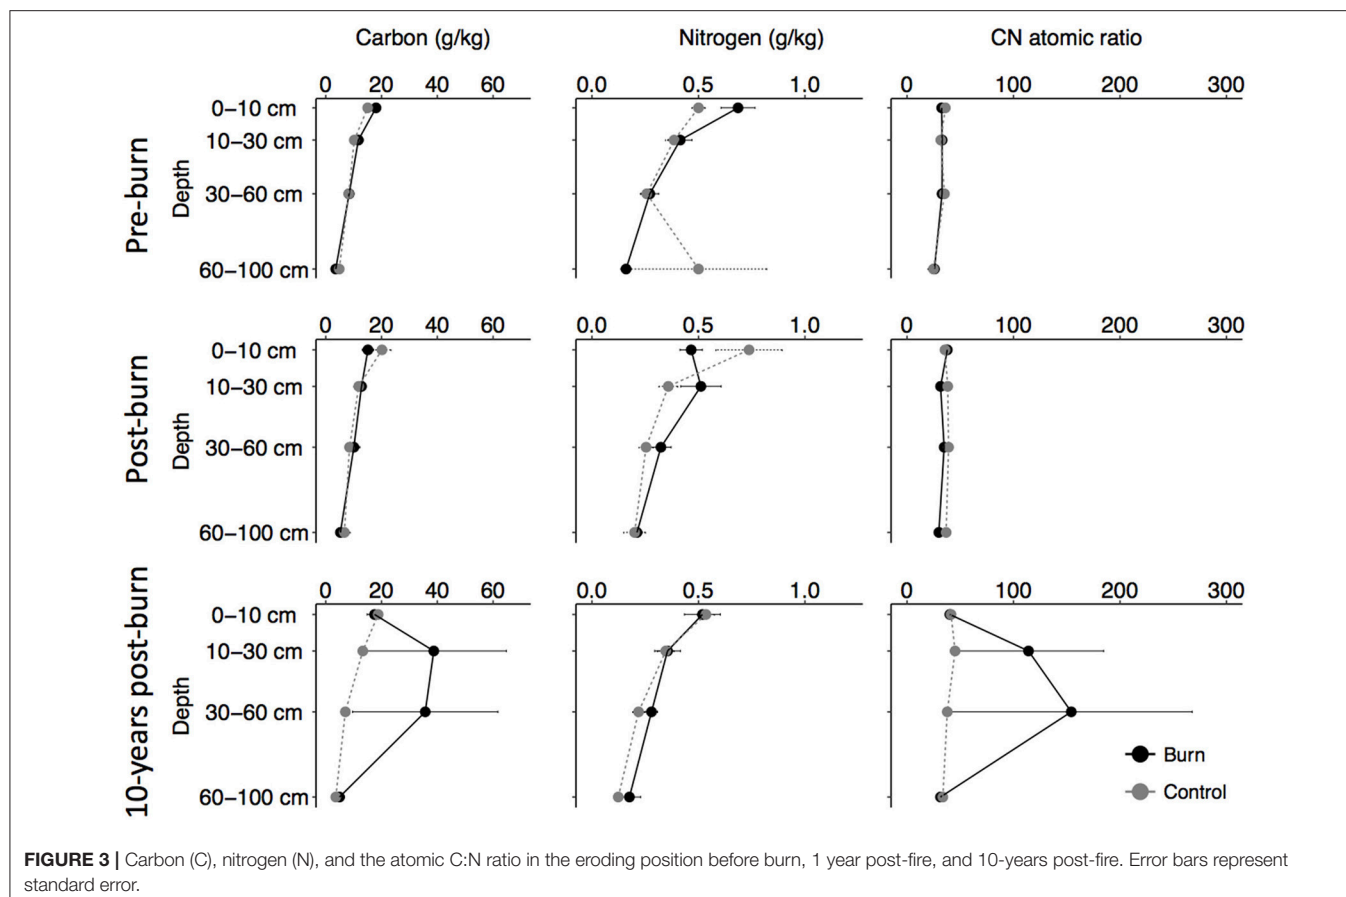 Carbon (g/kg) Nitrogen (g/kg) CN atomic ratio
0 20 40 60 0.0 0.5 1.0 0 100 200 300
Pre-burn
Depth
0–10 cm
10–30 cm
30–60 cm
60–100 cm
0 20 40 60 0.0 0.5 1.0 0 100 200 300
Post-burn
Depth
0–10 cm
10–30 cm
30–60 cm
60–100 cm
0 20 40 60 0.0 0.5 1.0 0 100 200 300
10-years post-burn
Depth
0–10 cm
10–30 cm
30–60 cm
60–100 cm
Burn
Control
FIGURE 3 | Carbon (C), nitrogen (N), and the atomic C:N ratio in the eroding position before burn, 1 year post-fire, and 10-years post-fire. Error bars represent
standard error.